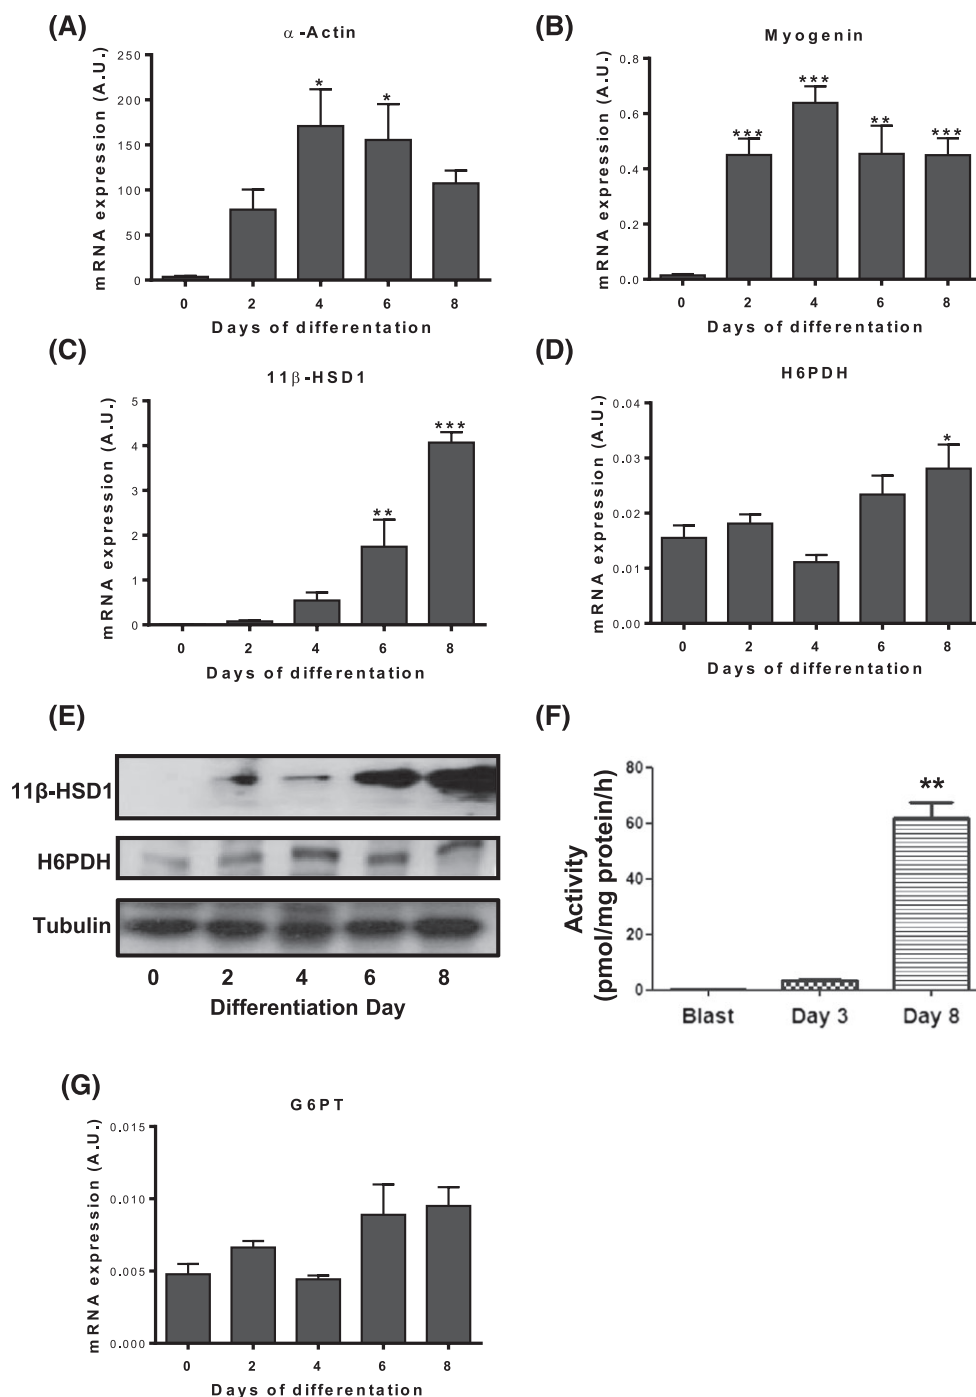 (A)
α-Actin
mRNA expression (A.U.)
250
200
150
100
50
0
*
*
0 2 4 6 8
Days of differentation
(B)
Myogenin
mRNA expression (A.U.)
0.8
0.6
0.4
0.2
0.0
***
***
**
***
0 2 4 6 8
Days of differentation
(C)
11β-HSD1
mRNA expression (A.U.)
5
4
3
2
1
0
**
***
0 2 4 6 8
Days of differentation
(D)
H6PDH
mRNA expression (A.U.)
0.04
0.03
0.02
0.01
0.00
*
0 2 4 6 8
Days of differentation
(E)
11β-HSD1
H6PDH
Tubulin
0 2 4 6 8
Differentiation Day
(F)
Activity
(pmol/mg protein/h)
80
60
40
20
0
**
Blast Day 3 Day 8
(G)
G6PT
mRNA expression (A.U.)
0.015
0.010
0.005
0.000
0 2 4 6 8
Days of differentation